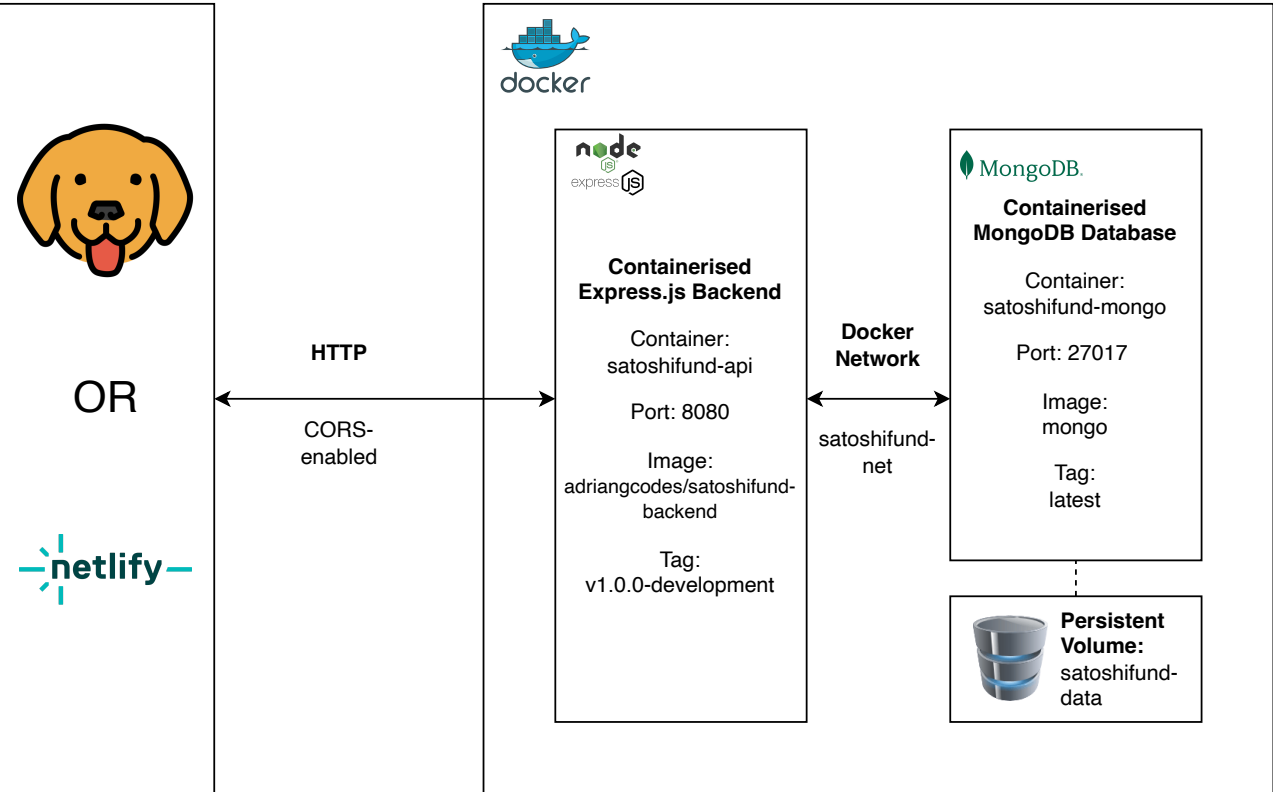 docker
node
JS
express JS
Containerised
Express.js Backend
Container:
satoshifund-api
Port: 8080
Image:
adriangcodes/satoshifund-
backend
Tag:
v1.0.0-development
MongoDB.
Containerised
MongoDB Database
Container:
satoshifund-mongo
Port: 27017
Image:
mongo
Tag:
latest
Persistent
Volume:
satoshifund-
data
Docker
Network
satoshifund-
net
HTTP
CORS-
enabled
OR
netlify